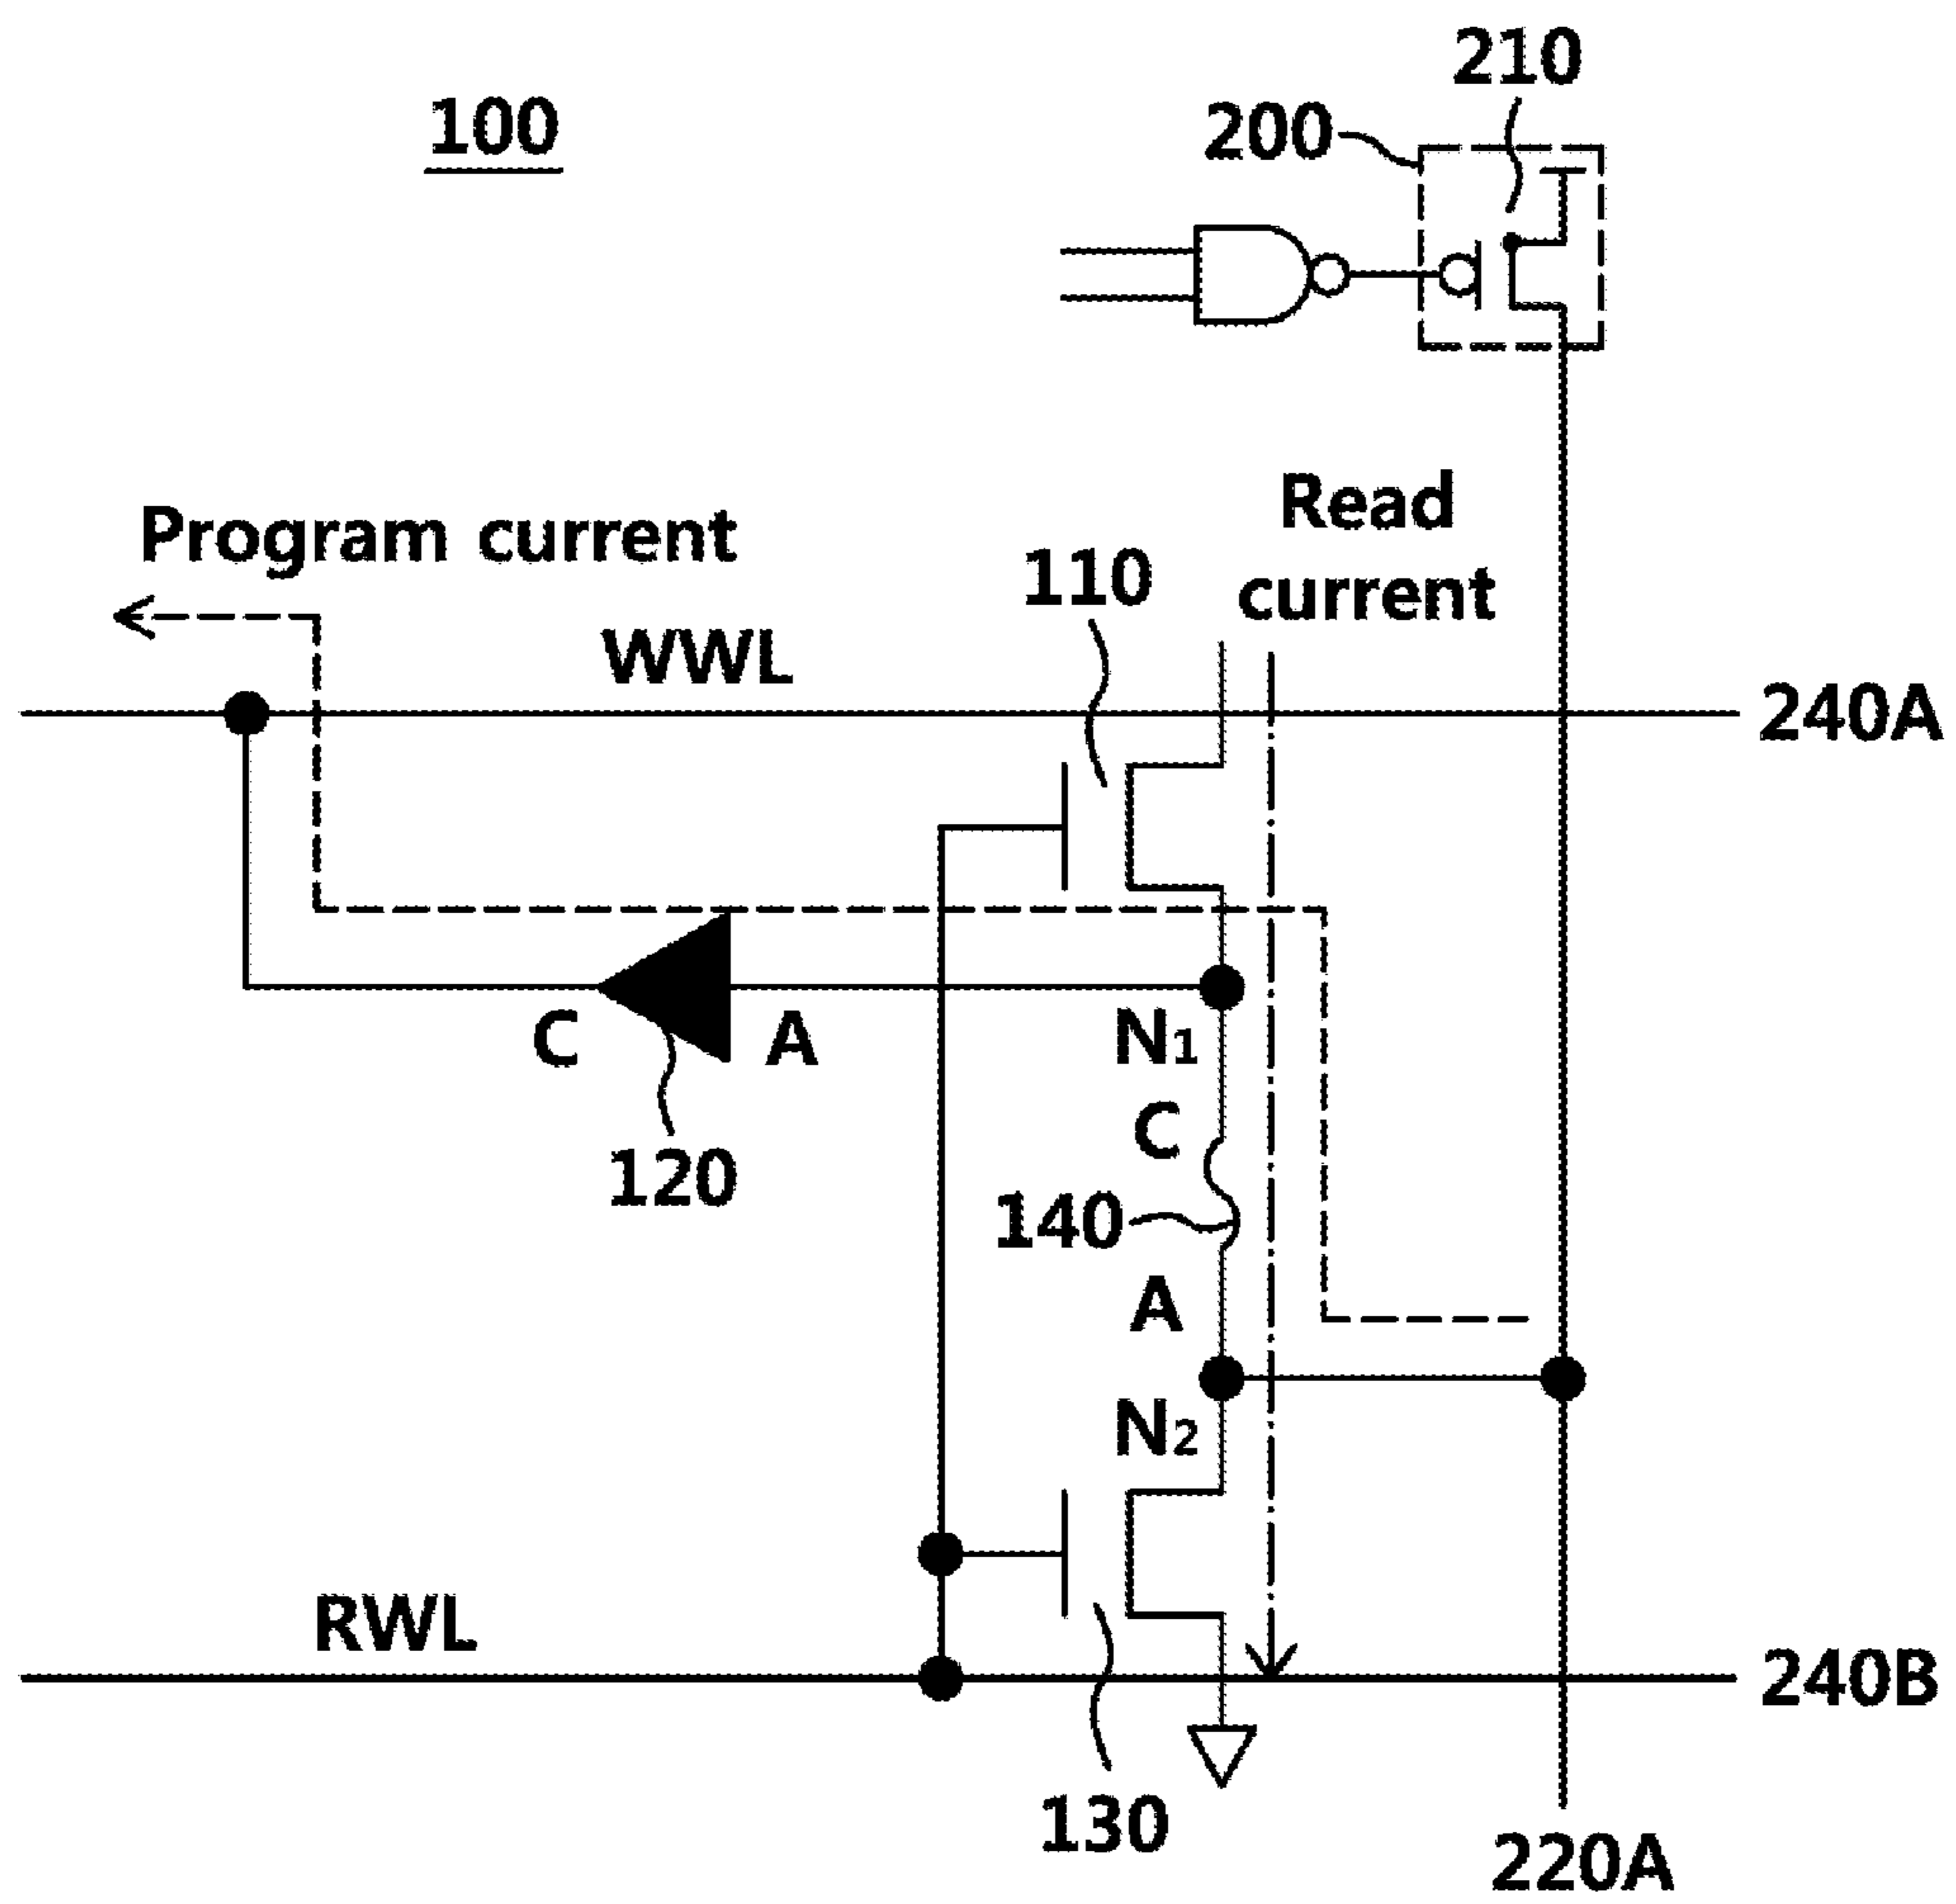 210
100
200
Read
current
Program current
110
WWL
240A
C
A
N1
C
120
140
A
N2
RWL
240B
130
220A